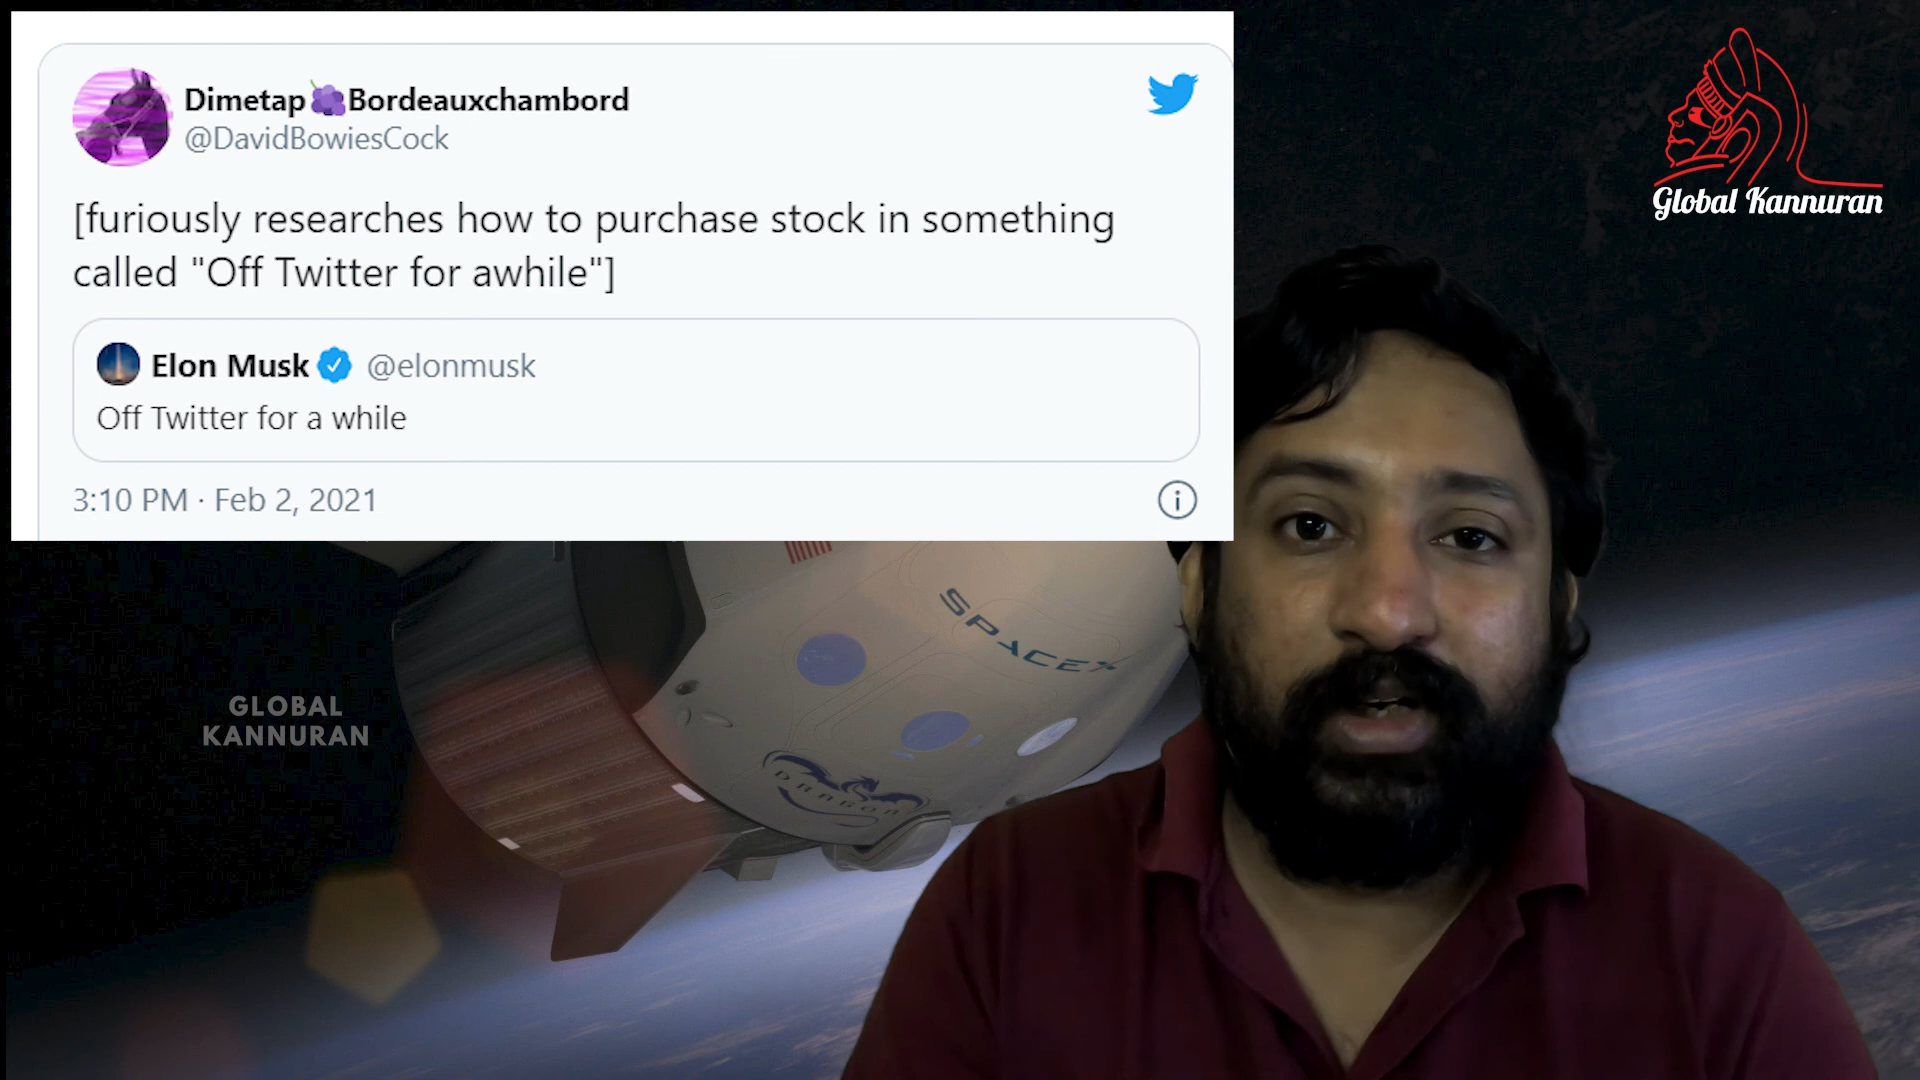 Dimetap🍇Bordeauxchambord
@DavidBowiesCock
[furiously researches how to purchase stock in something
called "Off Twitter for awhile"]
Elon Musk @elonmusk
Off Twitter for a while
3:10 PM · Feb 2, 2021
Global Kannuran
SPACEX
DRAGON
GLOBAL
KANNURAN